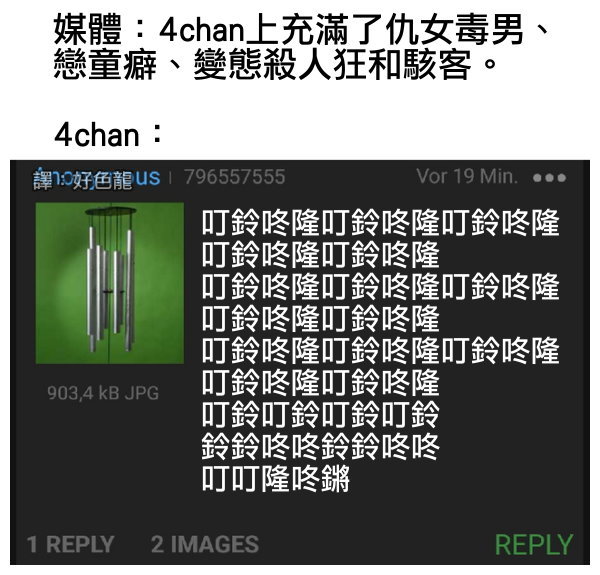 媒體：4chan上充滿了仇女毒男、
戀童癖、變態殺人狂和駭客。
4chan：
Anonymous 796557555 Vor 19 Min. •••
譯：好色龍
叮鈴咚隆叮鈴咚隆叮鈴咚隆
叮鈴咚隆叮鈴咚隆
叮鈴咚隆叮鈴咚隆叮鈴咚隆
叮鈴咚隆叮鈴咚隆
叮鈴咚隆叮鈴咚隆叮鈴咚隆
叮鈴咚隆叮鈴咚隆
叮鈴叮鈴叮鈴叮鈴
鈴鈴咚咚鈴鈴咚咚
叮叮隆咚鏘
903,4 kB JPG
1 REPLY 2 IMAGES REPLY